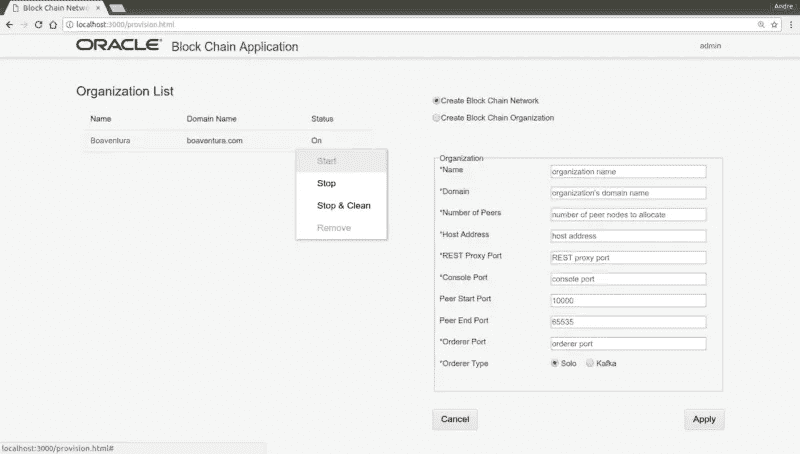 Andre
Block Chain Netwo
localhost:3000/provision.html
ORACLE® Block Chain Application
admin
Organization List
Name Domain Name Status
Boaventura boaventura.com On
Start
Stop
Stop & Clean
Remove
Create Block Chain Network
Create Block Chain Organization
Organization
*Name organization name
*Domain organization's domain name
*Number of Peers number of peer nodes to allocate
*Host Address host address
*REST Proxy Port REST proxy port
*Console Port console port
Peer Start Port 10000
Peer End Port 65535
*Orderer Port orderer port
*Orderer Type Solo Kafka
Cancel Apply
localhost:3000/provision.html#